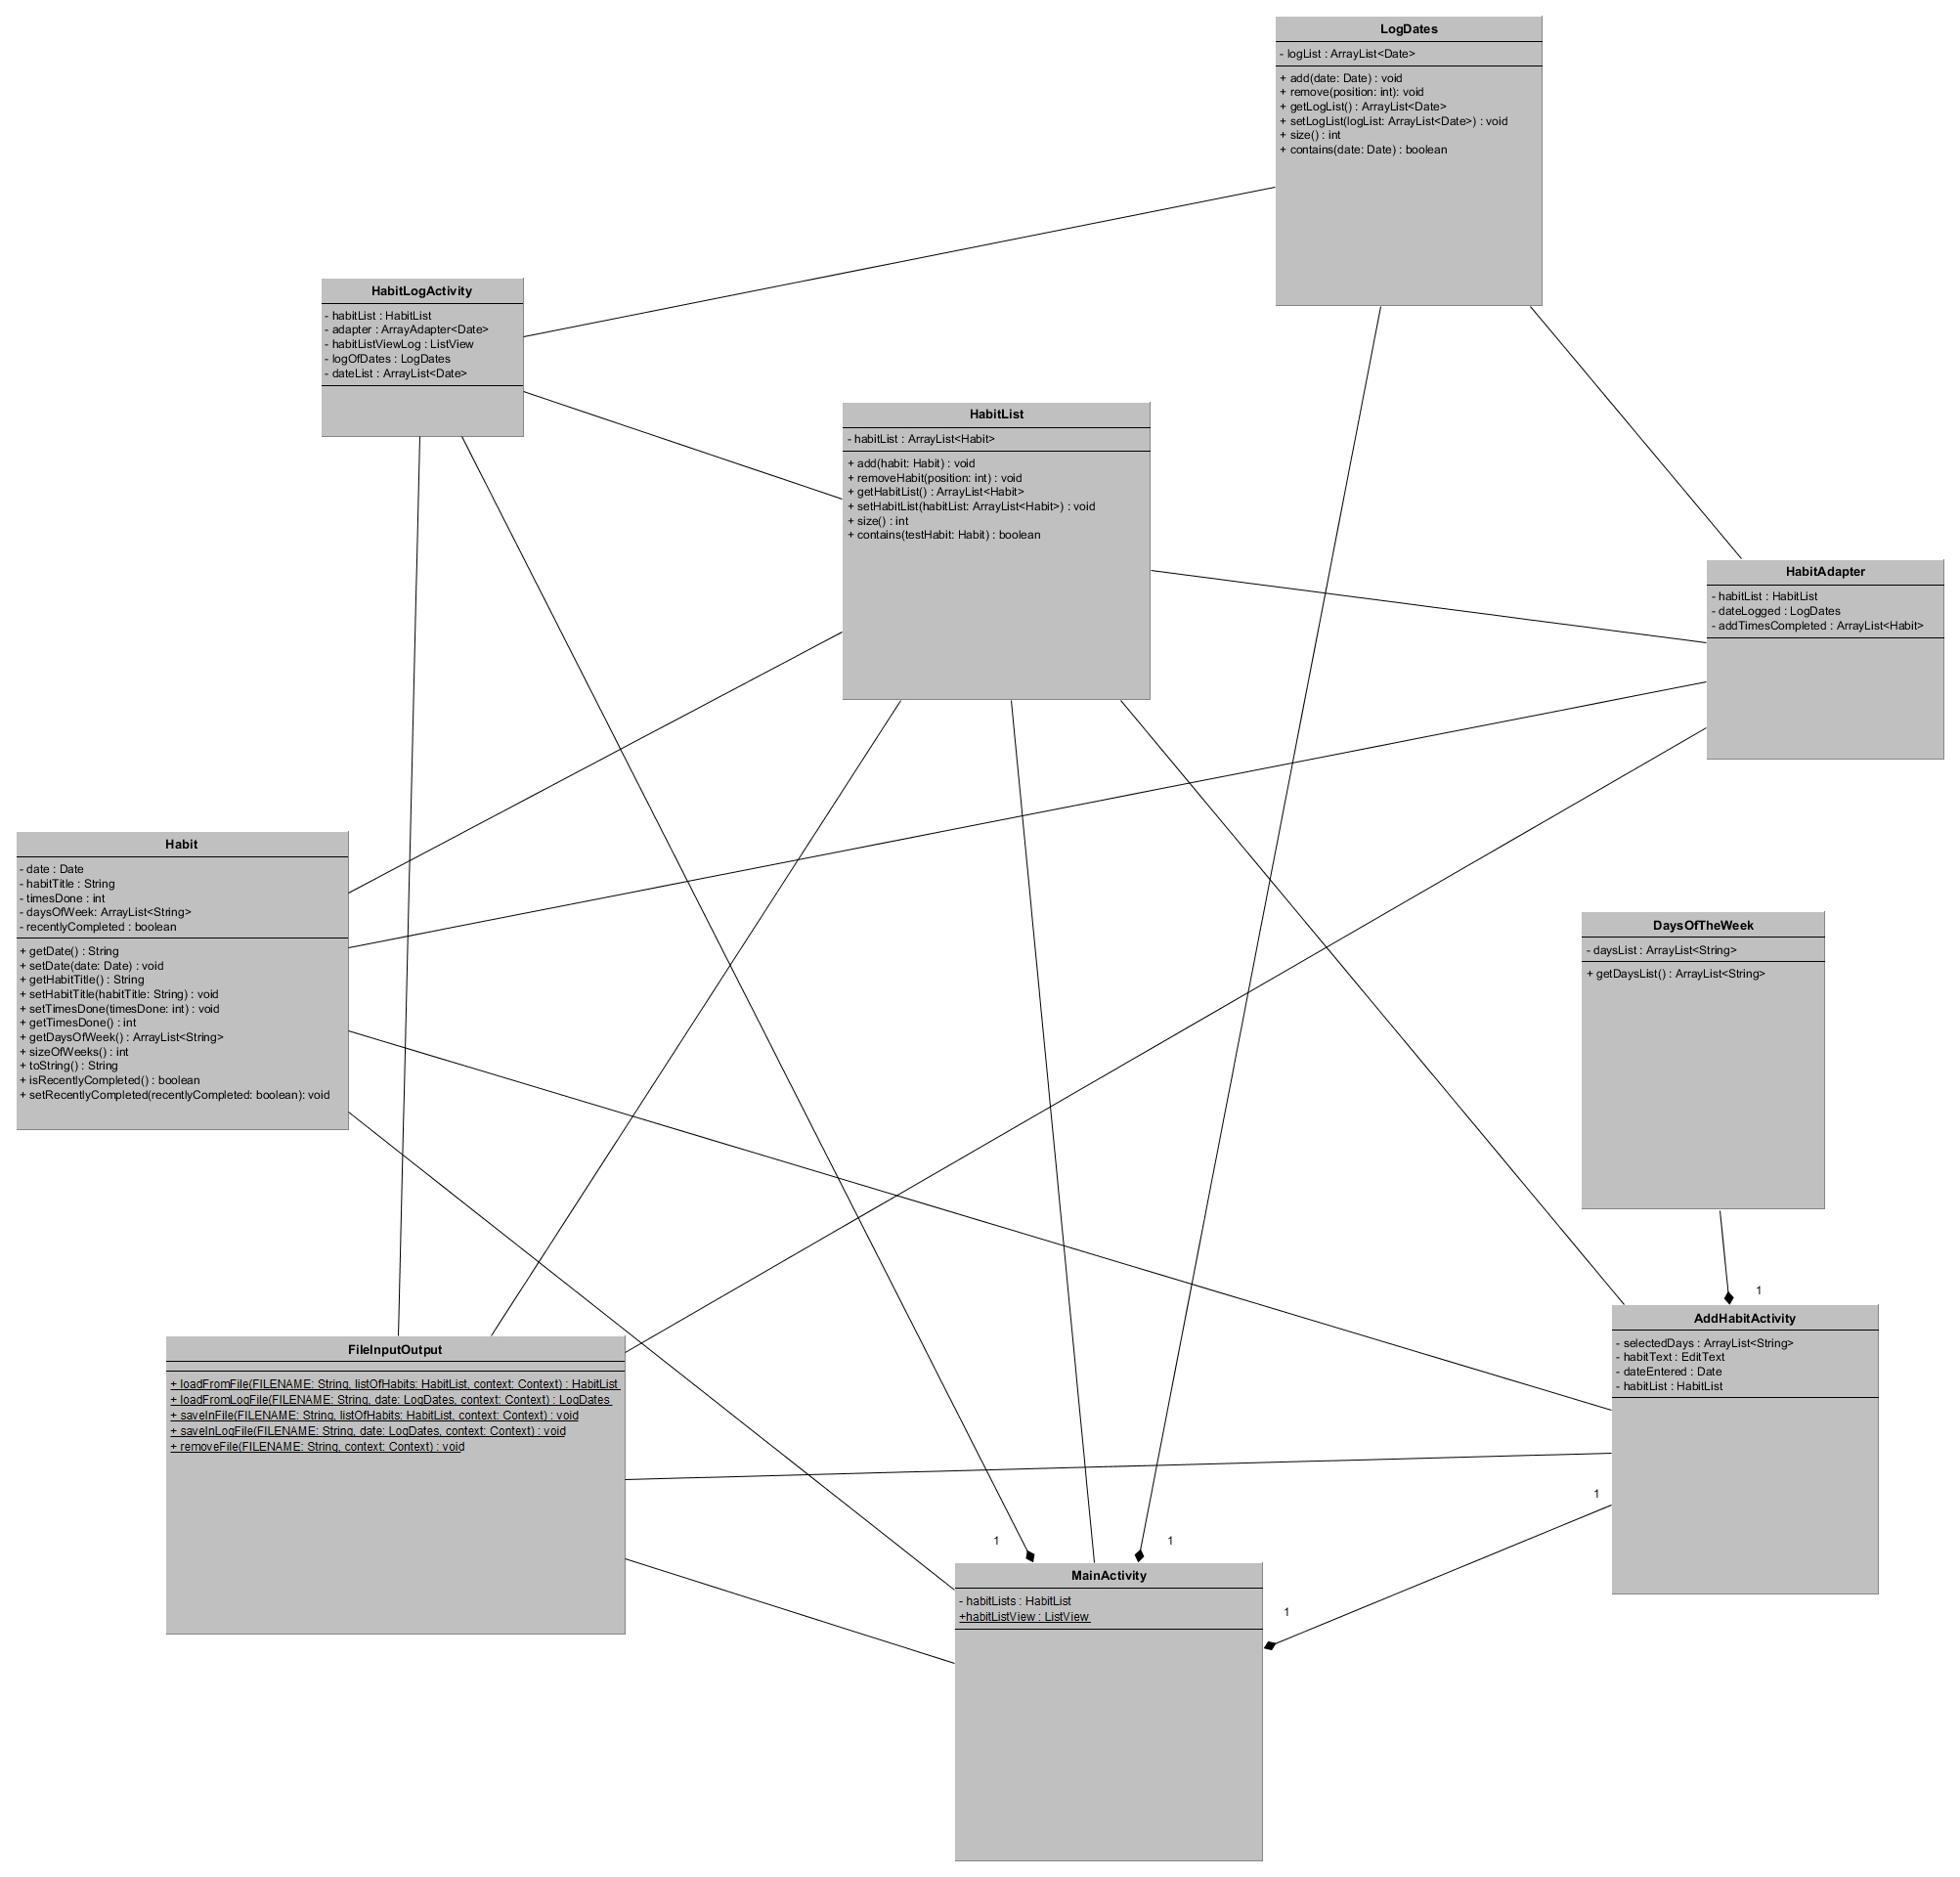 LogDates
- logList : ArrayList<Date>
+ add(date: Date) : void
+ remove(position: int): void
+ getLogList() : ArrayList<Date>
+ setLogList(logList: ArrayList<Date>) : void
+ size() : int
+ contains(date: Date) : boolean
HabitLogActivity
- habitList : HabitList
- adapter : ArrayAdapter<Date>
- habitListViewLog : ListView
- logOfDates : LogDates
- dateList : ArrayList<Date>
HabitList
- habitList : ArrayList<Habit>
+ add(habit: Habit) : void
+ removeHabit(position: int) : void
+ getHabitList() : ArrayList<Habit>
+ setHabitList(habitList: ArrayList<Habit>) : void
+ size() : int
+ contains(testHabit: Habit) : boolean
HabitAdapter
- habitList : HabitList
- dateLogged : LogDates
- addTimesCompleted : ArrayList<Habit>
Habit
- date : Date
- habitTitle : String
- timesDone : int
- daysOfWeek: ArrayList<String>
- recentlyCompleted : boolean
+ getDate() : String
+ setDate(date: Date) : void
+ getHabitTitle() : String
+ setHabitTitle(habitTitle: String) : void
+ setTimesDone(timesDone: int) : void
+ getTimesDone() : int
+ getDaysOfWeek() : ArrayList<String>
+ sizeOfWeeks() : int
+ toString() : String
+ isRecentlyCompleted() : boolean
+ setRecentlyCompleted(recentlyCompleted: boolean): void
DaysOfTheWeek
- daysList : ArrayList<String>
+ getDaysList() : ArrayList<String>
1
AddHabitActivity
- selectedDays : ArrayList<String>
- habitText : EditText
- dateEntered : Date
- habitList : HabitList
FileInputOutput
+ loadFromFile(FILENAME: String, listOfHabits: HabitList, context: Context) : HabitList
+ loadFromLogFile(FILENAME: String, date: LogDates, context: Context) : LogDates
+ saveInFile(FILENAME: String, listOfHabits: HabitList, context: Context) : void
+ saveInLogFile(FILENAME: String, date: LogDates, context: Context) : void
+ removeFile(FILENAME: String, context: Context) : void
1
1
1
MainActivity
- habitLists : HabitList
+habitListView : ListView
1